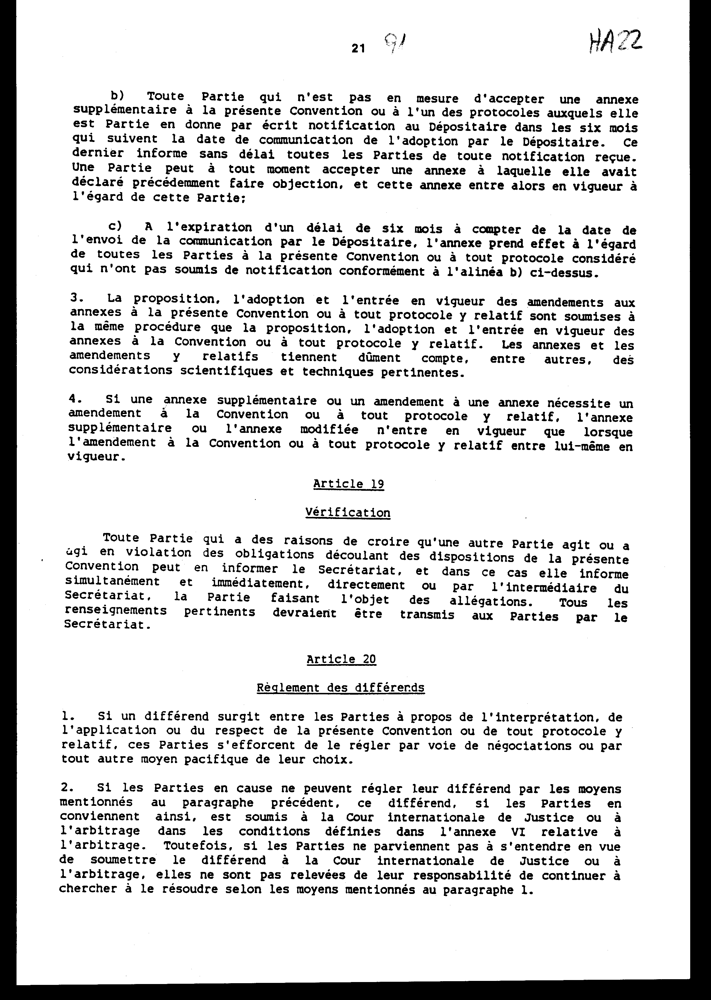 21 91 HA22
b) Toute Partie qui n'est pas en mesure d'accepter une annexe
supplémentaire à la présente Convention ou à l'un des protocoles auxquels elle
est Partie en donne par écrit notification au Dépositaire dans les six mois
qui suivent la date de communication de l'adoption par le Dépositaire. Ce
dernier informe sans délai toutes les Parties de toute notification reçue.
Une Partie peut à tout moment accepter une annexe à laquelle elle avait
déclaré précédemment faire objection, et cette annexe entre alors en vigueur à
l'égard de cette Partie;
c) A l'expiration d'un délai de six mois à compter de la date de
l'envoi de la communication par le Dépositaire, l'annexe prend effet à l'égard
de toutes les Parties à la présente Convention ou à tout protocole considéré
qui n'ont pas soumis de notification conformément à l'alinéa b) ci-dessus.
3. La proposition, l'adoption et l'entrée en vigueur des amendements aux
annexes à la présente Convention ou à tout protocole y relatif sont soumises à
la même procédure que la proposition, l'adoption et l'entrée en vigueur des
annexes à la Convention ou à tout protocole y relatif. Les annexes et les
amendements y relatifs tiennent dûment compte, entre autres, des
considérations scientifiques et techniques pertinentes.
4. Si une annexe supplémentaire ou un amendement à une annexe nécessite un
amendement à la Convention ou à tout protocole y relatif, l'annexe
supplémentaire ou l'annexe modifiée n'entre en vigueur que lorsque
l'amendement à la Convention ou à tout protocole y relatif entre lui-même en
vigueur.
Article 19
Vérification
Toute Partie qui a des raisons de croire qu'une autre Partie agit ou a
agi en violation des obligations découlant des dispositions de la présente
Convention peut en informer le Secrétariat, et dans ce cas elle informe
simultanément et immédiatement, directement ou par l'intermédiaire du
Secrétariat, la Partie faisant l'objet des allégations. Tous les
renseignements pertinents devraient être transmis aux Parties par le
Secrétariat.
Article 20
Règlement des différends
1. Si un différend surgit entre les Parties à propos de l'interprétation, de
l'application ou du respect de la présente Convention ou de tout protocole y
relatif, ces Parties s'efforcent de le régler par voie de négociations ou par
tout autre moyen pacifique de leur choix.
2. Si les Parties en cause ne peuvent régler leur différend par les moyens
mentionnés au paragraphe précédent, ce différend, si les Parties en
conviennent ainsi, est soumis à la Cour internationale de Justice ou à
l'arbitrage dans les conditions définies dans l'annexe VI relative à
l'arbitrage. Toutefois, si les Parties ne parviennent pas à s'entendre en vue
de soumettre le différend à la Cour internationale de Justice ou à
l'arbitrage, elles ne sont pas relevées de leur responsabilité de continuer à
chercher à le résoudre selon les moyens mentionnés au paragraphe 1.